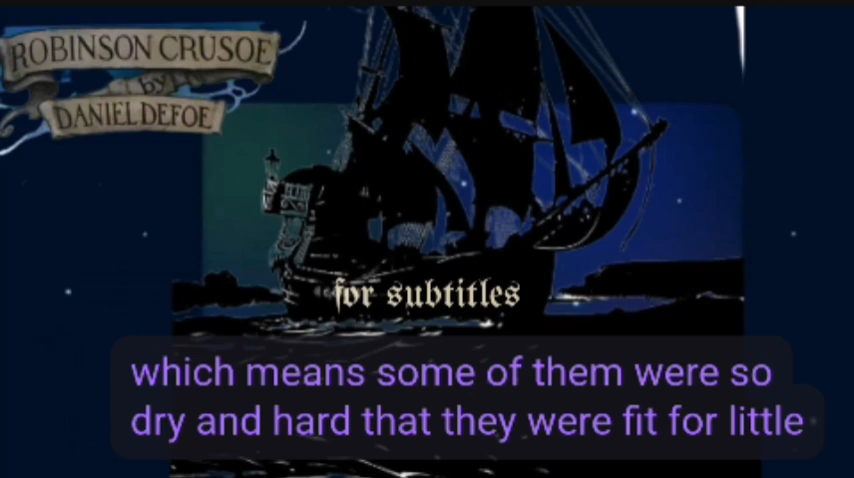 ROBINSON CRUSOE
by
DANIEL DEFOE
for subtitles
which means some of them were so
dry and hard that they were fit for little